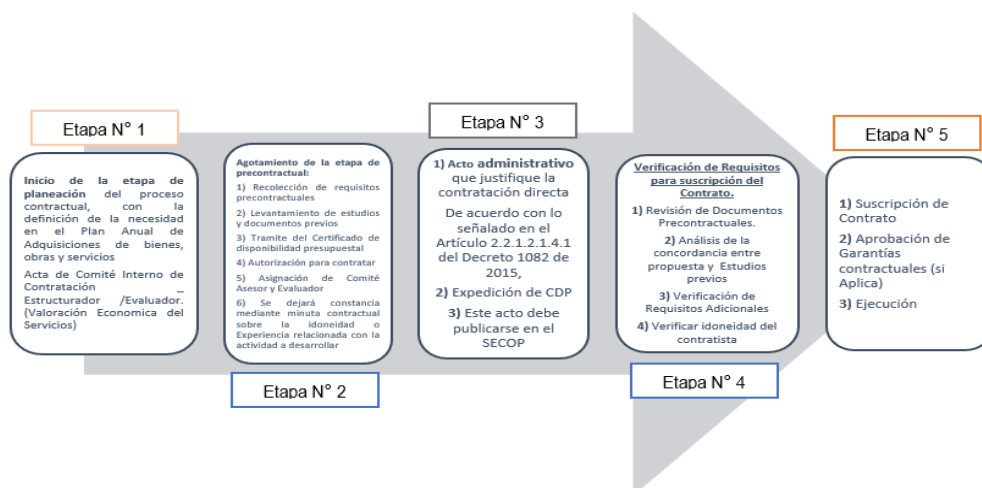 Etapa N° 1
Inicio de la etapa de
planeación del proceso
contractual, con la
definición de la necesidad
en el Plan Anual de
Adquisiciones de bienes,
obras y servicios
Acta de Comité Interno de
Contratación _
Estructurador /Evaluador.
(Valoración Economica del
Servicios)
Agotamiento de la etapa de
precontractual:
1) Recolección de requisitos
precontractuales
2) Levantamiento de estudios
y documentos previos
3) Tramite del Certificado de
disponibilidad presupuestal
4) Autorización para contratar
5) Asignación de Comité
Asesor y Evaluador
6) Se dejará constancia
mediante minuta contractual
sobre la idoneidad o
Experiencia relacionada con la
actividad a desarrollar
Etapa N° 2
Etapa N° 3
1) Acto administrativo
que justifique la
contratación directa
De acuerdo con lo
señalado en el
Artículo 2.2.1.2.1.4.1
del Decreto 1082 de
2015,
2) Expedición de CDP
3) Este acto debe
publicarse en el
SECOP
Verificación de Requisitos
para suscripción del
Contrato.
1) Revisión de Documentos
Precontractuales.
2) Análisis de la
concordancia entre
propuesta y Estudios
previos
3) Verificación de
Requisitos Adicionales
4) Verificar idoneidad del
contratista
Etapa N° 4
Etapa N° 5
1) Suscripción de
Contrato
2) Aprobación de
Garantías
contractuales (si
Aplica)
3) Ejecución